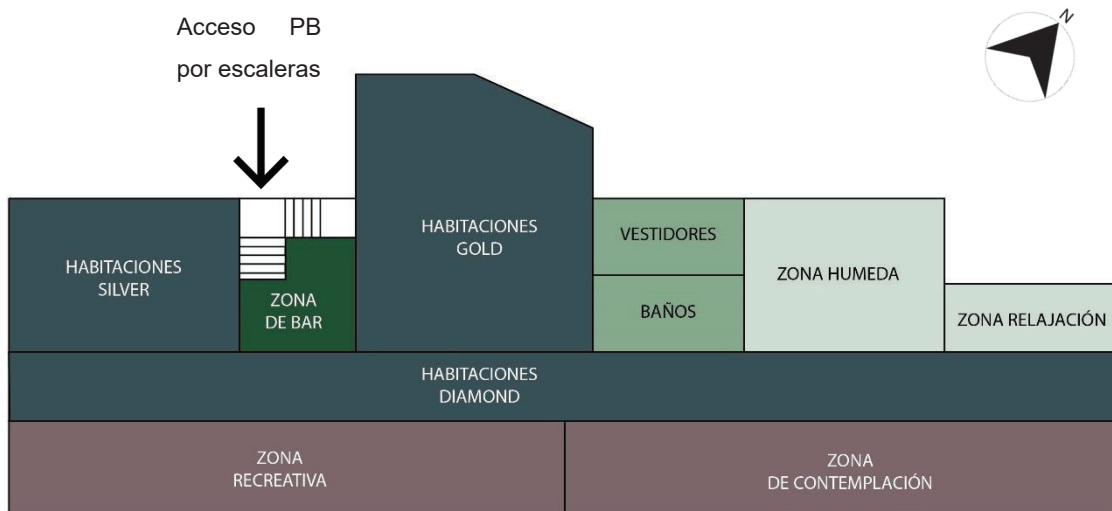 Acceso PB
por escaleras
N
HABITACIONES
SILVER
ZONA
DE BAR
HABITACIONES
GOLD
VESTIDORES
BAÑOS
ZONA HUMEDA
ZONA RELAJACIÓN
HABITACIONES
DIAMOND
ZONA
RECREATIVA
ZONA
DE CONTEMPLACIÓN